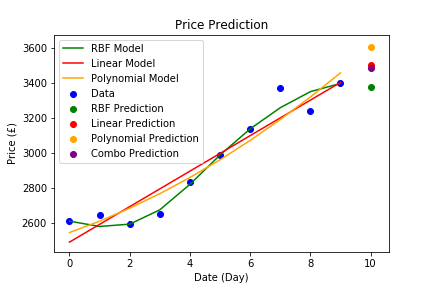 Price Prediction
Price (£)
3600
3400
3200
3000
2800
2600
RBF Model
Linear Model
Polynomial Model
Data
RBF Prediction
Linear Prediction
Polynomial Prediction
Combo Prediction
0
2
4
6
8
10
Date (Day)